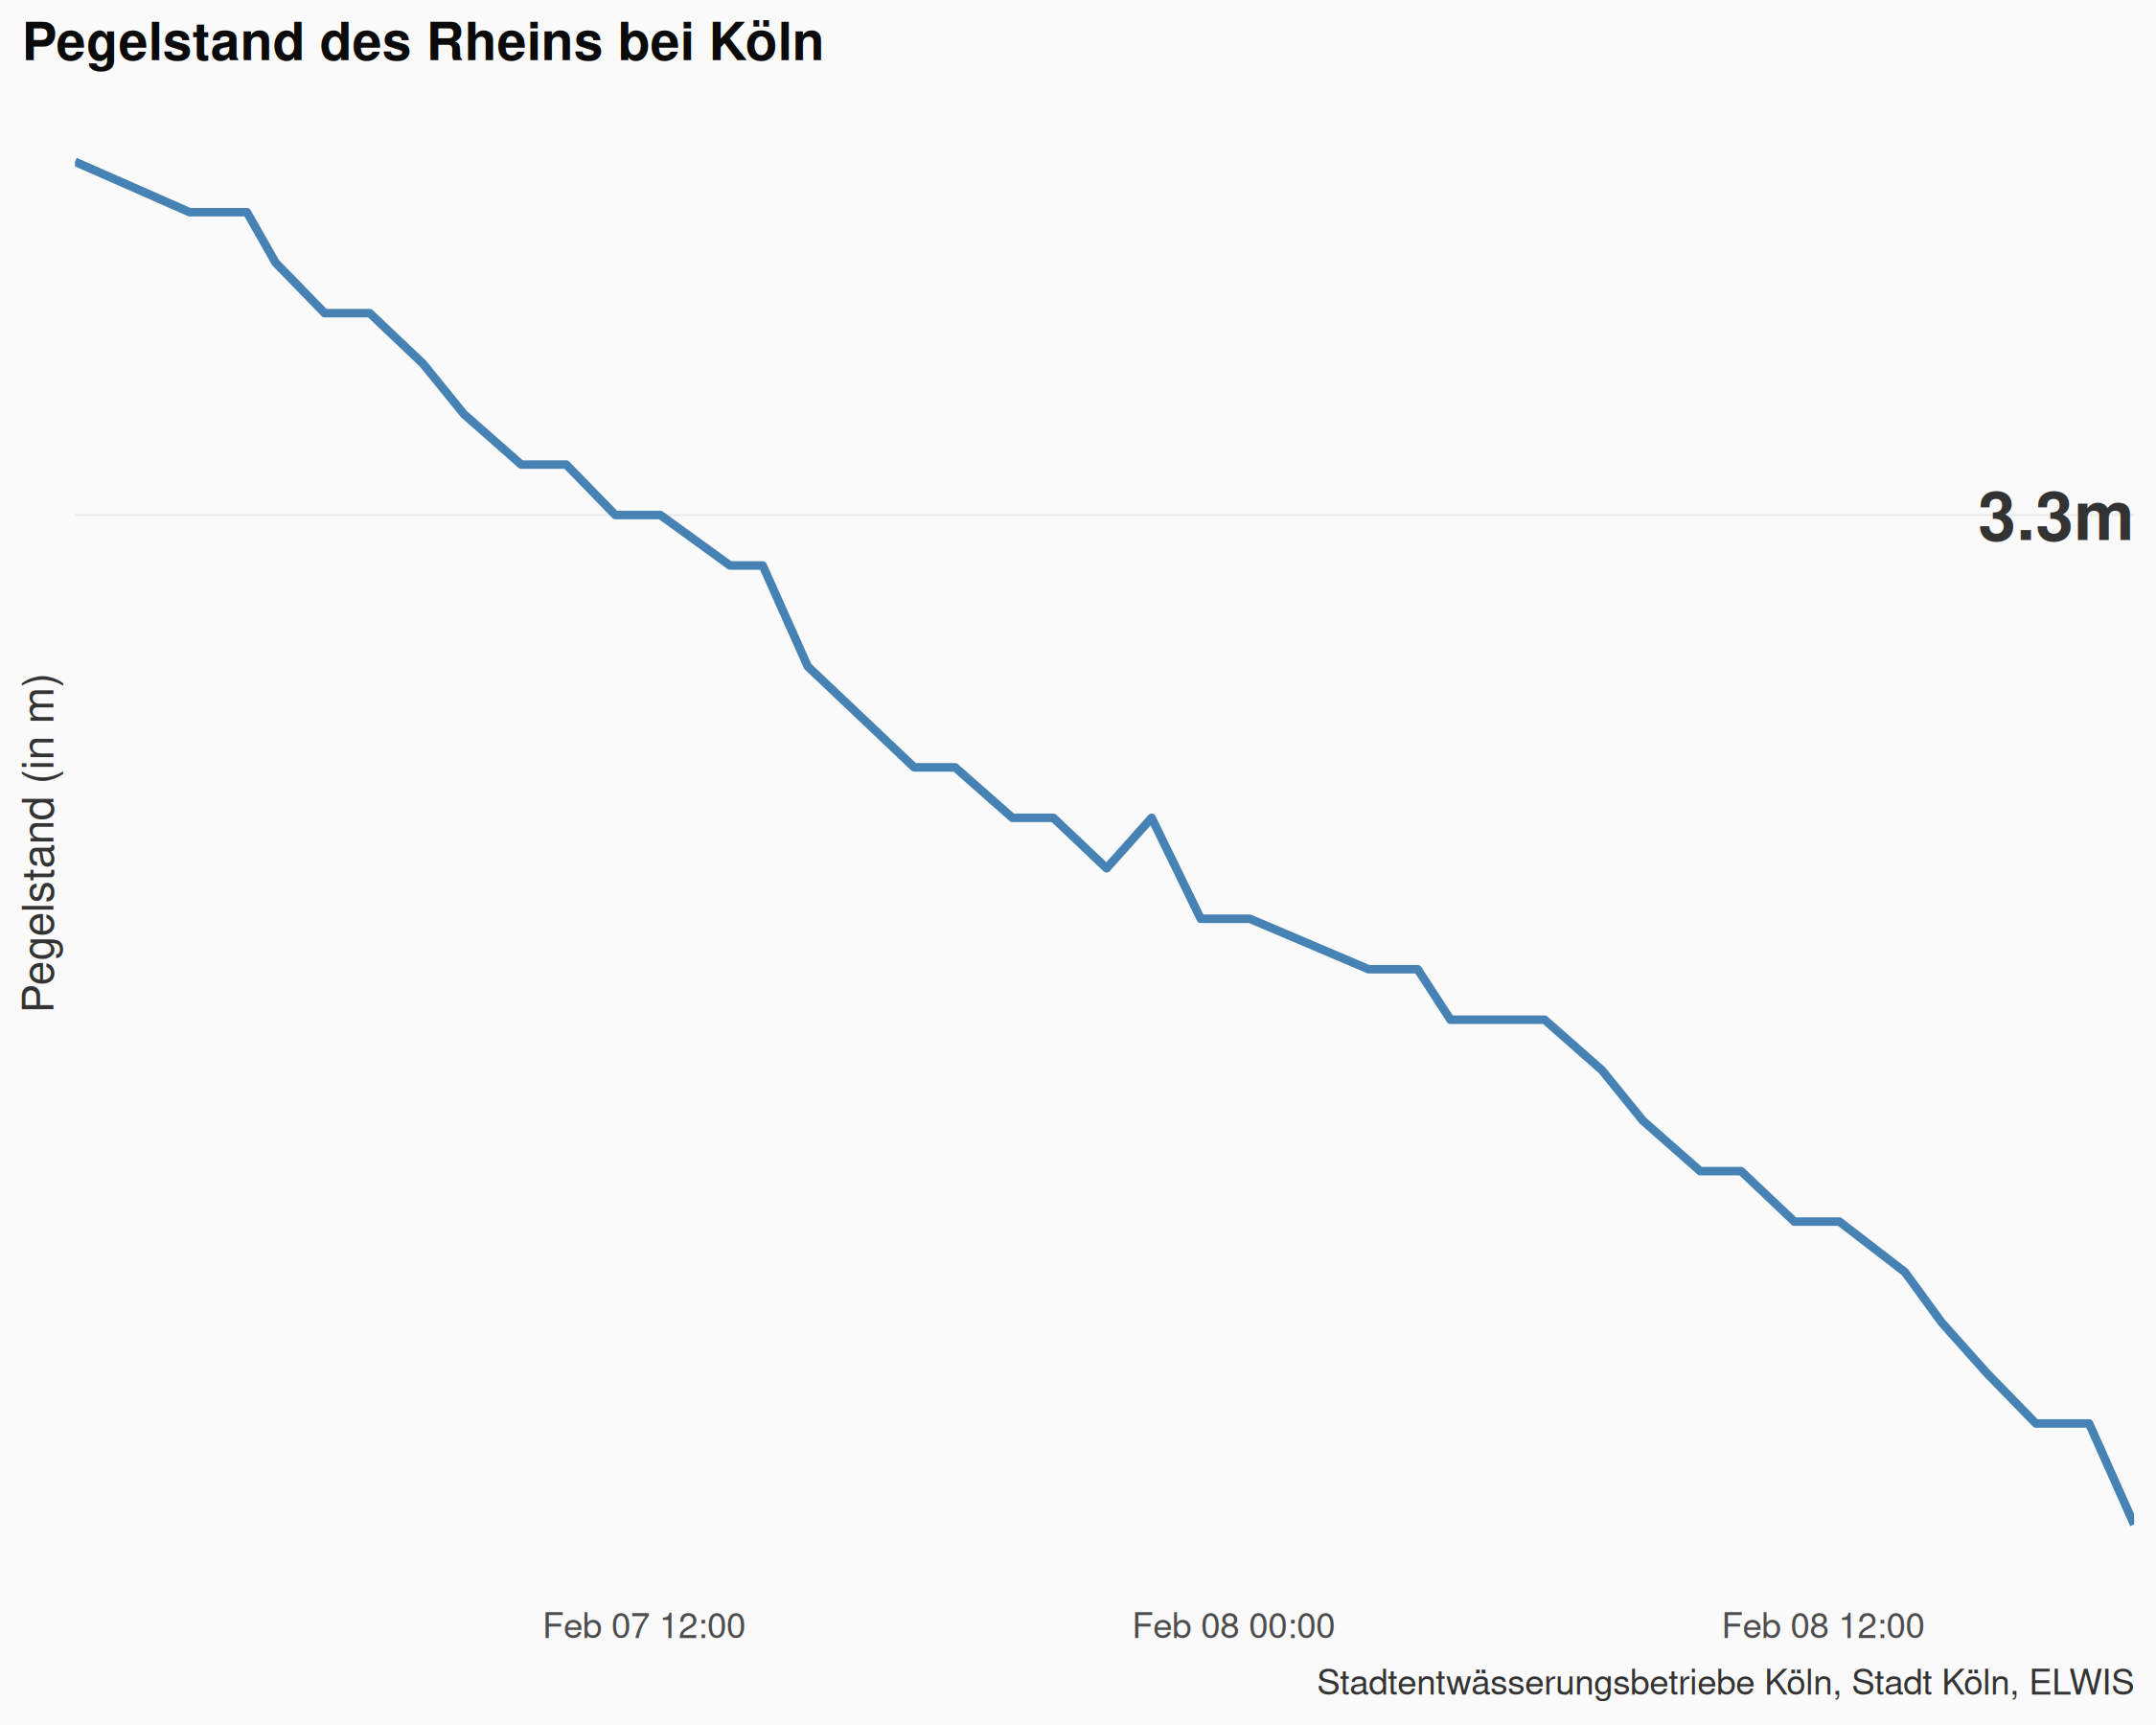 Pegelstand des Rheins bei Köln
3.3m
Pegelstand (in m)
Feb 07 12:00
Feb 08 00:00
Feb 08 12:00
Stadtentwässerungsbetriebe Köln, Stadt Köln, ELWIS